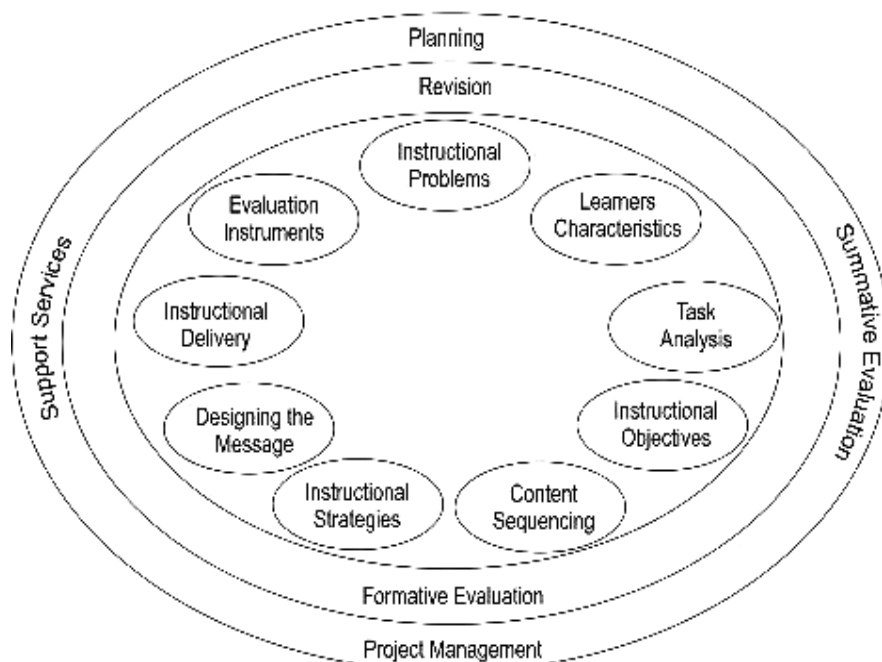 Planning
Revision
Instructional
Problems
Evaluation
Instruments
Learners
Characteristics
Support Services
Summative Evaluation
Instructional
Delivery
Task
Analysis
Designing the
Message
Instructional
Objectives
Instructional
Strategies
Content
Sequencing
Formative Evaluation
Project Management